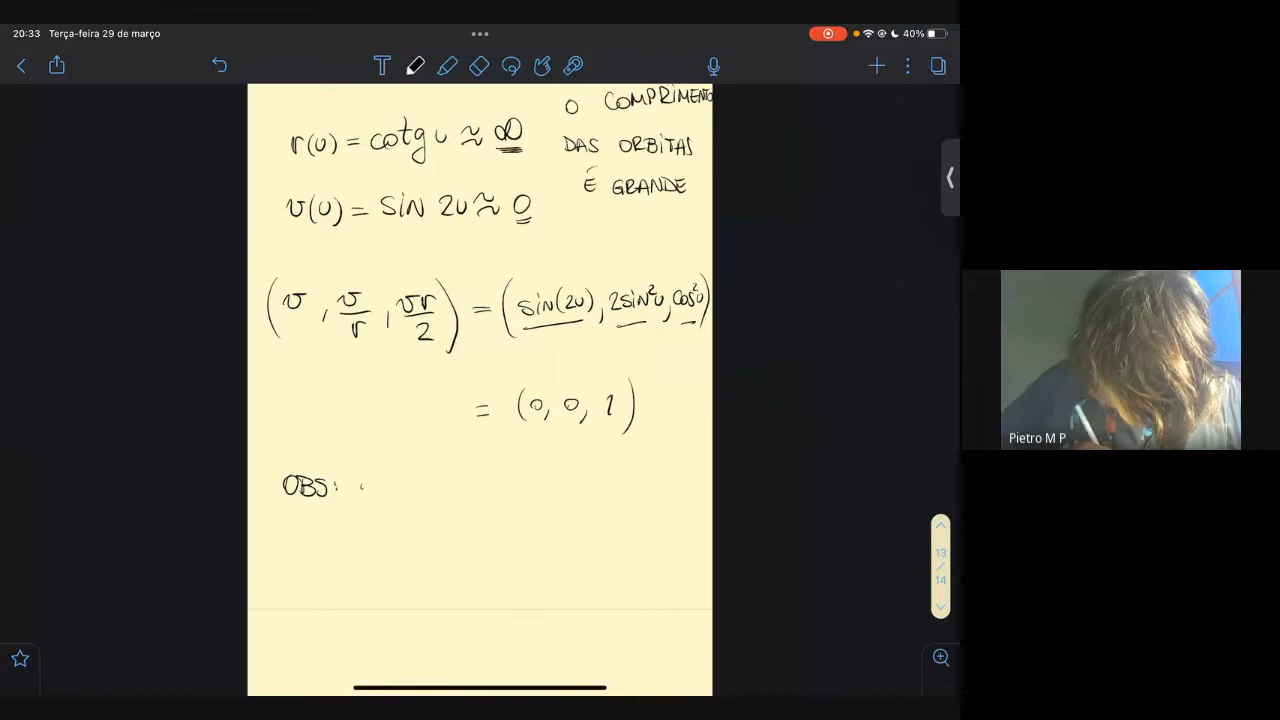 20:33 Terça-feira 29 de março
40%
O COMPRIMENTO
r(u) = cotg u ≈ ∞
DAS ORBITAS
É GRANDE
v(u) = sin 2u ≈ 0
(v, v/r, vr/2) = (sin(2u), 2sin²u, cos²u)
= (0, 0, 1)
OBS:
13
/
14
Pietro M P